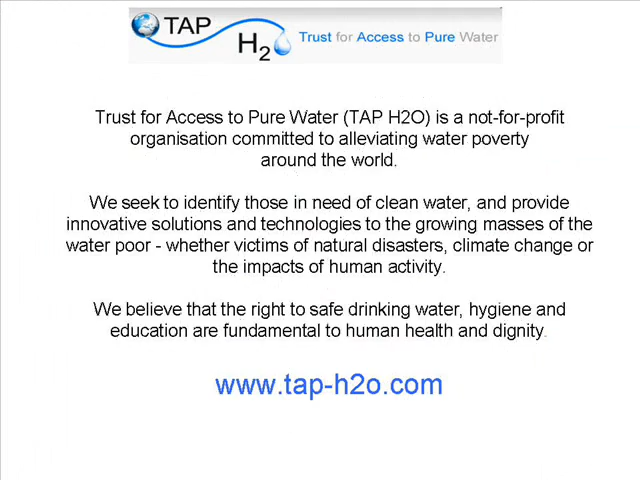 TAP H2 Trust for Access to Pure Water
Trust for Access to Pure Water (TAP H2O) is a not-for-profit
organisation committed to alleviating water poverty
around the world.
We seek to identify those in need of clean water, and provide
innovative solutions and technologies to the growing masses of the
water poor - whether victims of natural disasters, climate change or
the impacts of human activity.
We believe that the right to safe drinking water, hygiene and
education are fundamental to human health and dignity.
www.tap-h2o.com